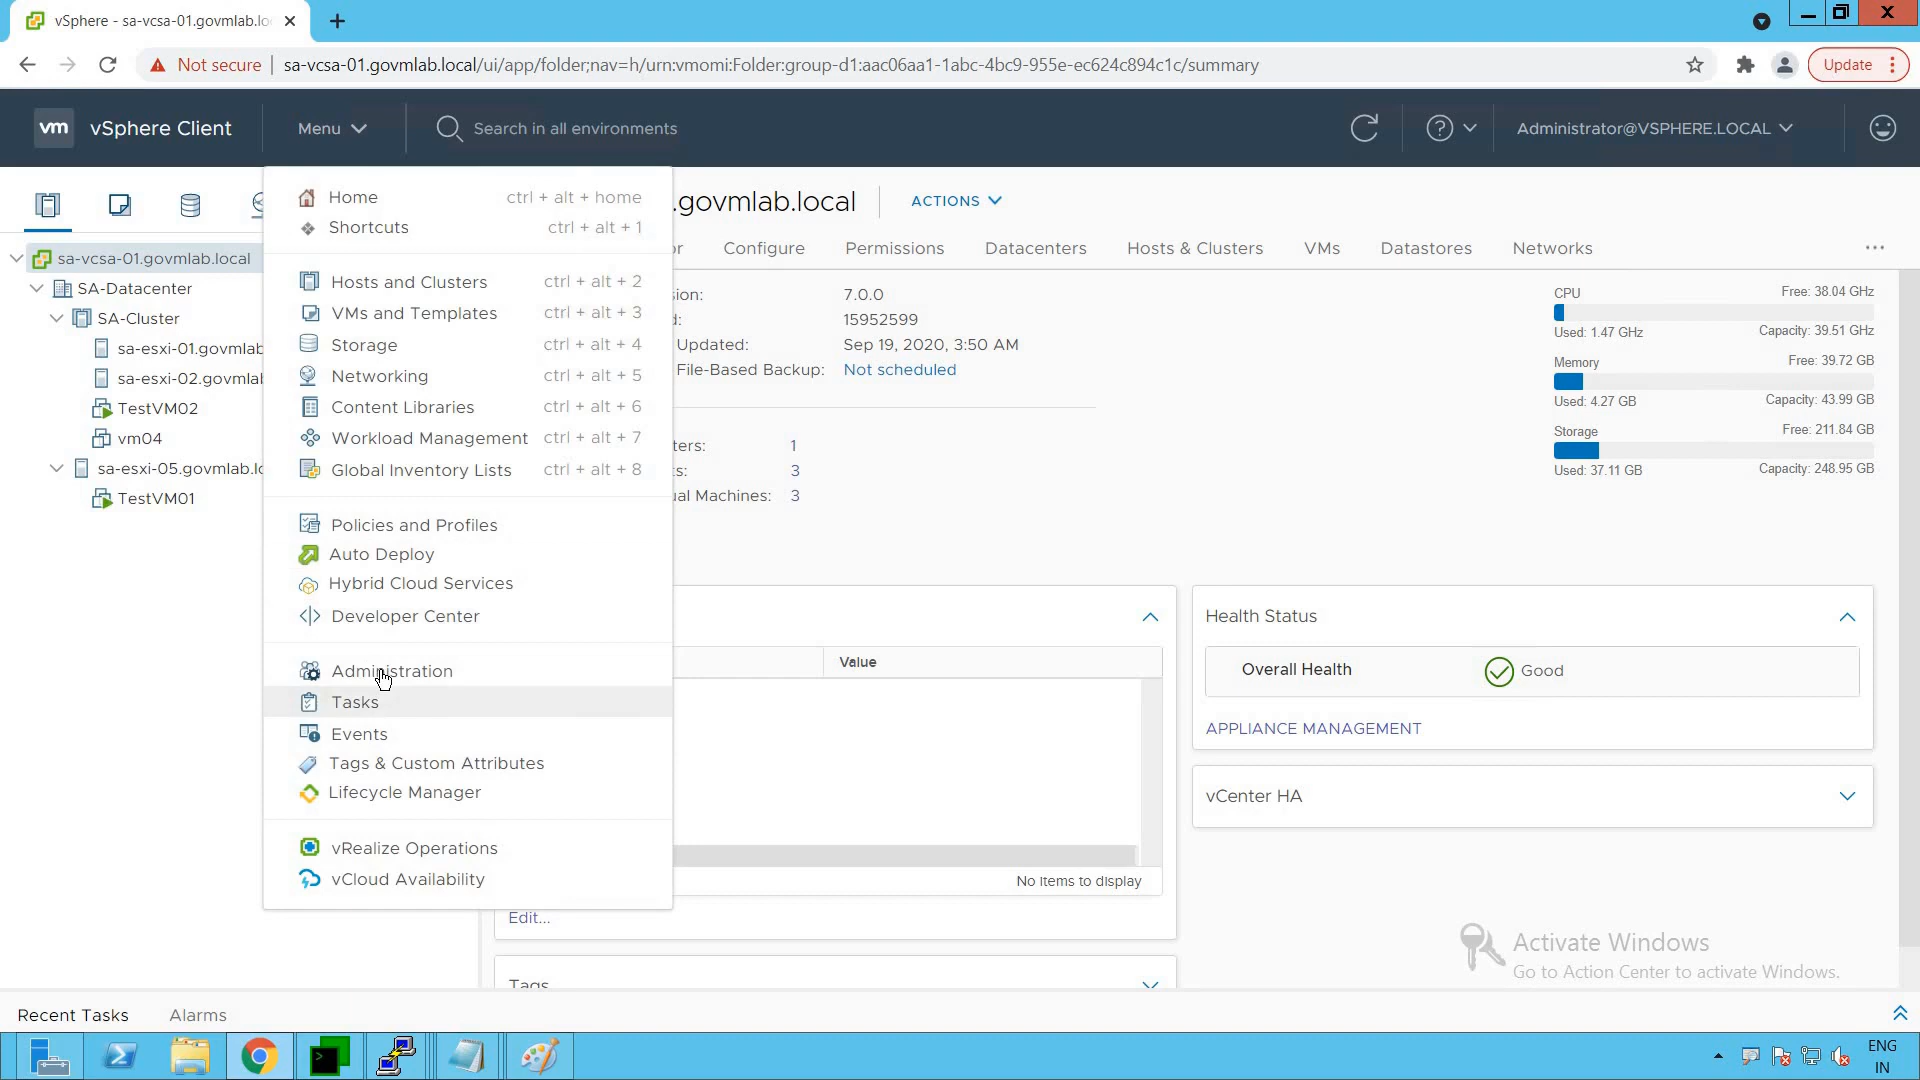 vSphere - sa-vcsa-01.govmlab.lo
Not secure
sa-vcsa-01.govmlab.local/ui/app/folder;nav=h/urn:vmomi:Folder:group-d1:aac06aa1-1abc-4bc9-955e-ec624c894c1c/summary
Update
vm
vSphere Client
Menu
Search in all environments
Administrator@VSPHERE.LOCAL
.govmlab.local
ACTIONS
Configure
Permissions
Datacenters
Hosts & Clusters
VMs
Datastores
Networks
sa-vcsa-01.govmlab.local
SA-Datacenter
SA-Cluster
sa-esxi-01.govmlab
sa-esxi-02.govmlab
TestVM02
vm04
sa-esxi-05.govmlab.lo
TestVM01
Home ctrl + alt + home
Shortcuts ctrl + alt + 1
Hosts and Clusters ctrl + alt + 2
VMs and Templates ctrl + alt + 3
Storage ctrl + alt + 4
Networking ctrl + alt + 5
Content Libraries ctrl + alt + 6
Workload Management ctrl + alt + 7
Global Inventory Lists ctrl + alt + 8
Policies and Profiles
Auto Deploy
Hybrid Cloud Services
Developer Center
Administration
Tasks
Events
Tags & Custom Attributes
Lifecycle Manager
vRealize Operations
vCloud Availability
sion: 7.0.0
d: 15952599
Updated: Sep 19, 2020, 3:50 AM
File-Based Backup: Not scheduled
ters: 1
ts: 3
ual Machines: 3
CPU Free: 38.04 GHz
Used: 1.47 GHz Capacity: 39.51 GHz
Memory Free: 39.72 GB
Used: 4.27 GB Capacity: 43.99 GB
Storage Free: 211.84 GB
Used: 37.11 GB Capacity: 248.95 GB
Value
No items to display
Edit...
Tags
Health Status
Overall Health Good
APPLIANCE MANAGEMENT
vCenter HA
Activate Windows
Go to Action Center to activate Windows.
Recent Tasks
Alarms
ENG
IN